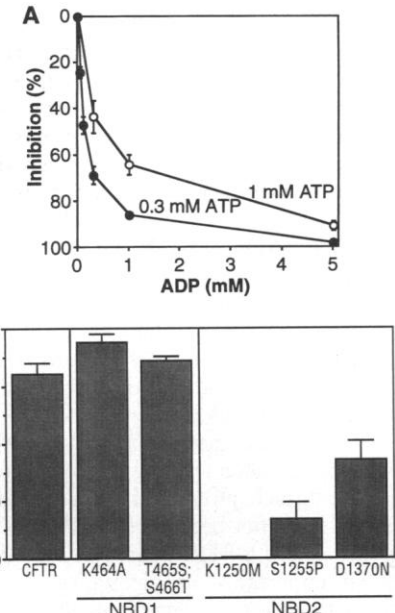 A
0
20
40
60
80
100
Inhibition (%)
1 mM ATP
0.3 mM ATP
0 1 2 3 4 5
ADP (mM)
CFTR K464A T465S; K1250M S1255P D1370N
S466T
NBD1 NBD2